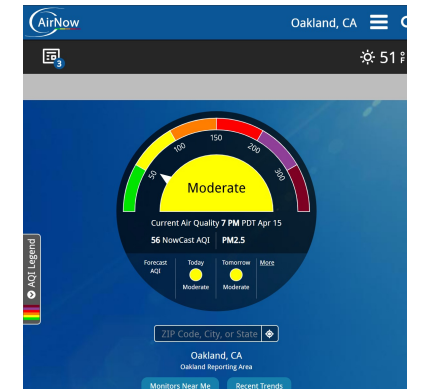 AirNow
Oakland, CA
3
51 °F
50
100
150
200
300
Moderate
Current Air Quality 7 PM PDT Apr 15
56 NowCast AQI PM2.5
Forecast AQI
Today
Moderate
Tomorrow
Moderate
More
AQI Legend
ZIP Code, City, or State
Oakland, CA
Oakland Reporting Area
Monitors Near Me
Recent Trends